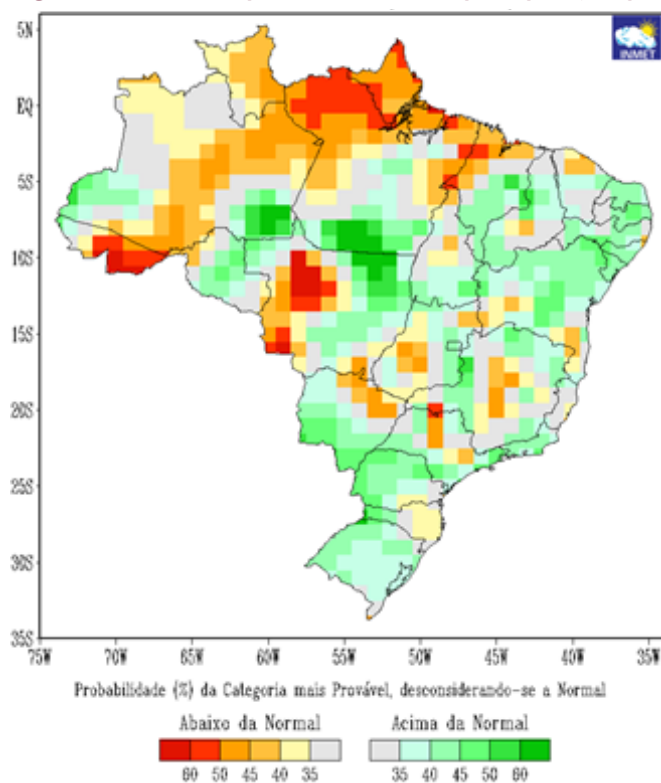 INMET
5N
EQ
5S
10S
15S
20S
25S
30S
35S
75W 70W 65W 60W 55W 50W 45W 40W 35W
Probabilidade (%) da Categoria mais Provável, desconsiderando-se a Normal
Abaixo da Normal Acima da Normal
60 50 45 40 35 35 40 45 50 60